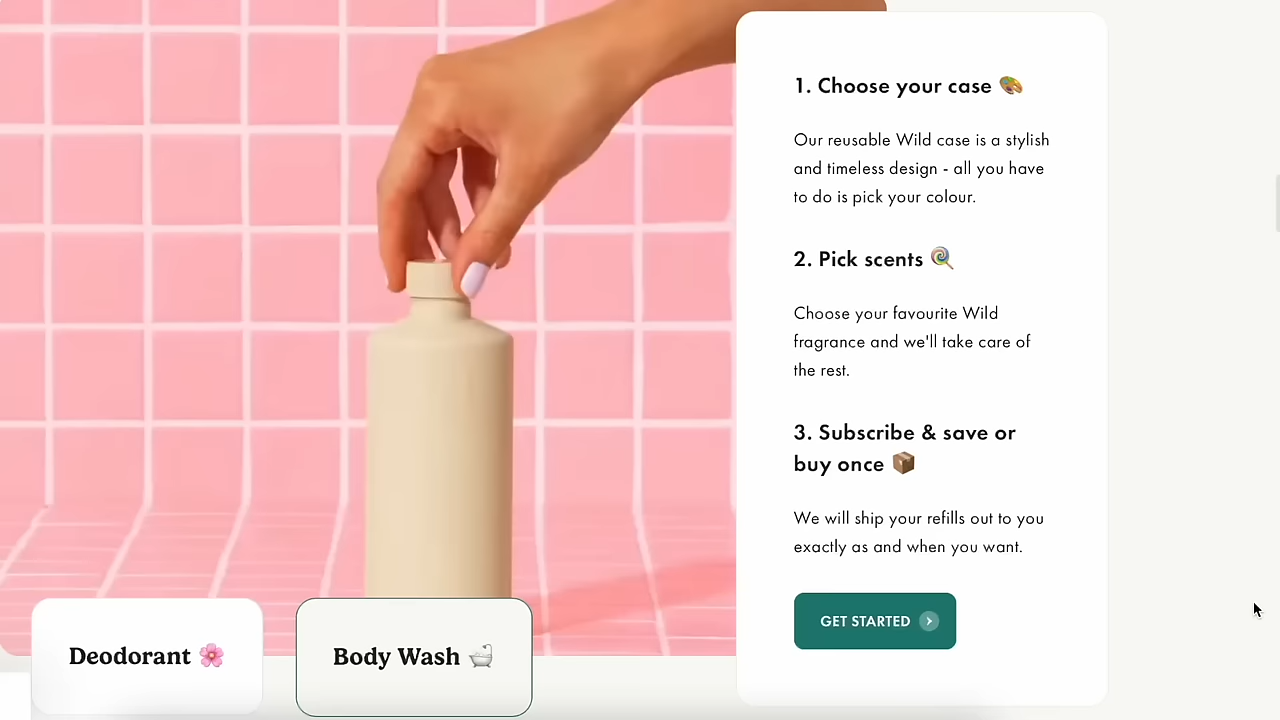 1. Choose your case 🎨
Our reusable Wild case is a stylish
and timeless design - all you have
to do is pick your colour.
2. Pick scents 🍭
Choose your favourite Wild
fragrance and we'll take care of
the rest.
3. Subscribe & save or
buy once 📦
We will ship your refills out to you
exactly as and when you want.
GET STARTED
Deodorant 🌸
Body Wash 🛁